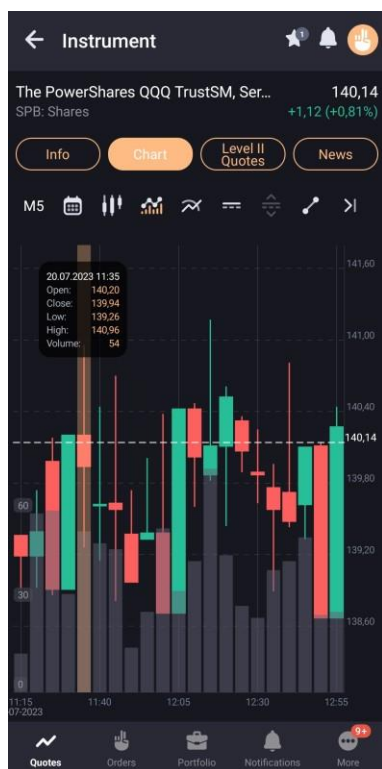 Instrument
1
The PowerShares QQQ TrustSM, Ser... 140,14
SPB: Shares +1,12 (+0,81%)
Info Chart Level II Quotes News
M5
141,60
20.07.2023 11:35
Open: 140,20
Close: 139,94
Low: 139,26
High: 140,96
Volume: 54
141,00
140,40
140,14
139,80
60
139,20
30
138,60
0
11:15 11:40 12:05 12:30 12:55
07-2023
9+
Quotes Orders Portfolio Notifications More